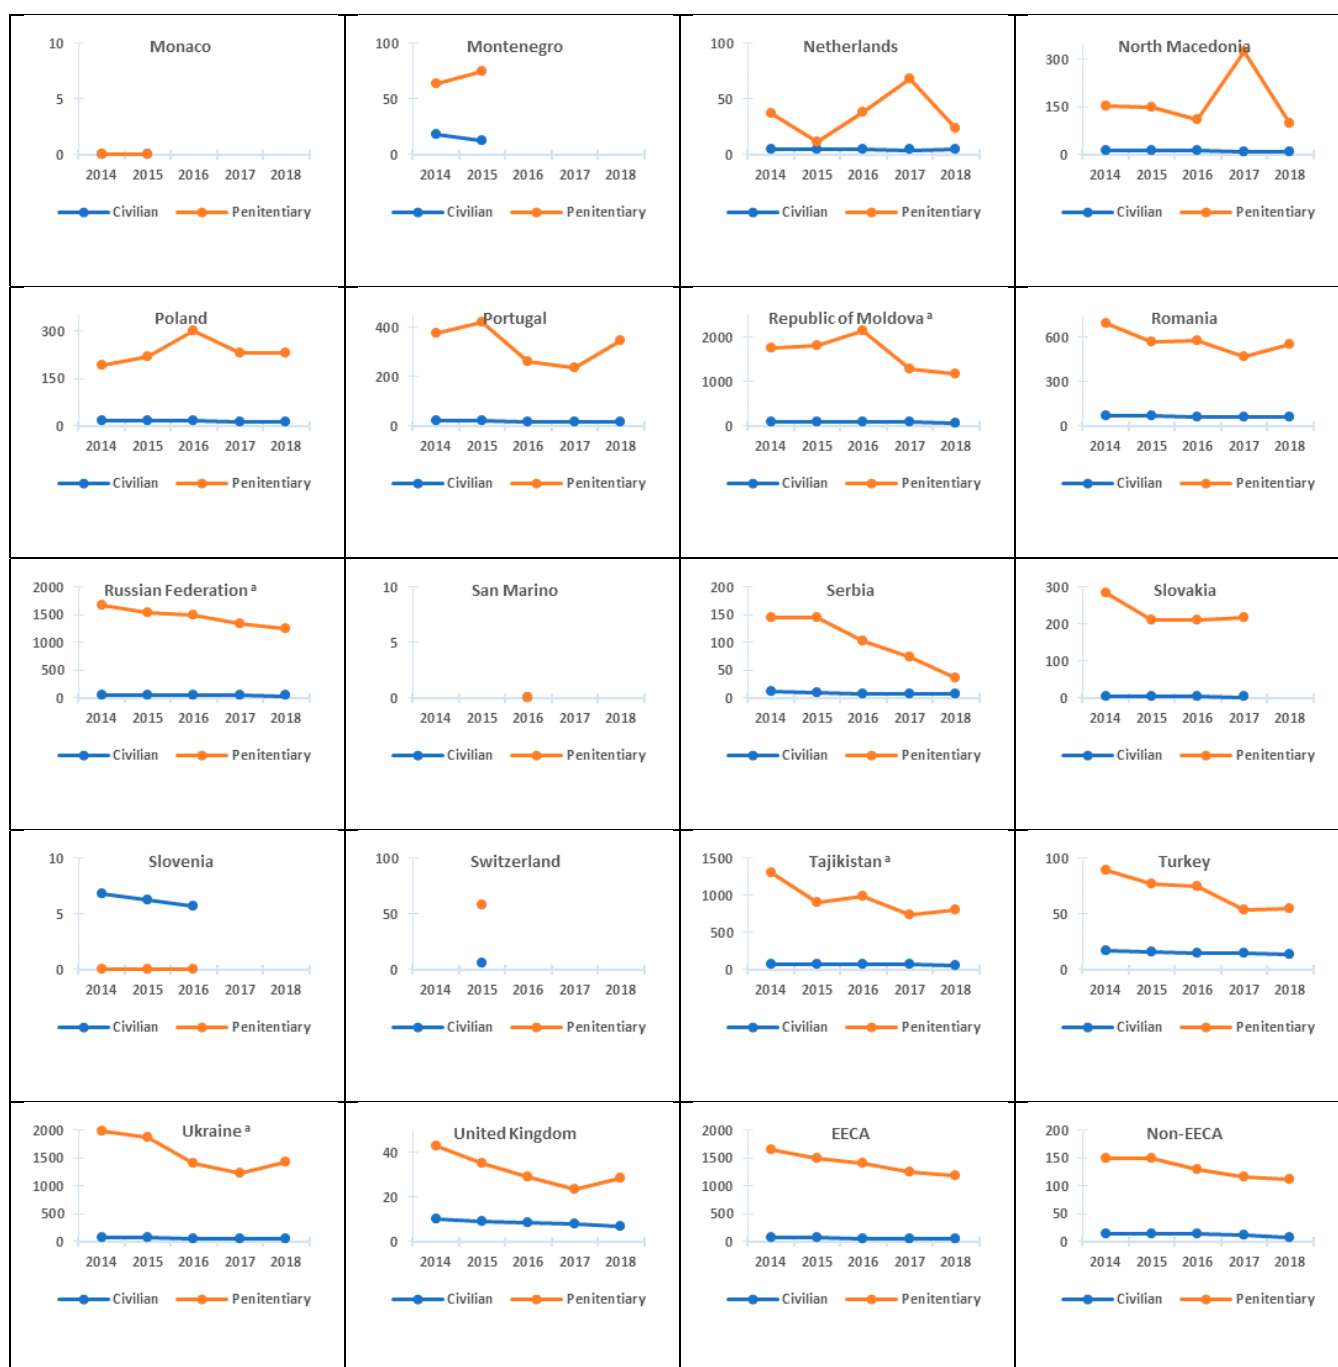 Monaco
10
5
0
2014 2015 2016 2017 2018
Civilian Penitentiary
Montenegro
100
50
0
2014 2015 2016 2017 2018
Civilian Penitentiary
Netherlands
100
50
0
2014 2015 2016 2017 2018
Civilian Penitentiary
North Macedonia
300
150
0
2014 2015 2016 2017 2018
Civilian Penitentiary
Poland
300
150
0
2014 2015 2016 2017 2018
Civilian Penitentiary
Portugal
400
200
0
2014 2015 2016 2017 2018
Civilian Penitentiary
Republic of Moldova ª
2000
1000
0
2014 2015 2016 2017 2018
Civilian Penitentiary
Romania
600
300
0
2014 2015 2016 2017 2018
Civilian Penitentiary
Russian Federation ª
2000
1500
1000
500
0
2014 2015 2016 2017 2018
Civilian Penitentiary
San Marino
10
5
0
2014 2015 2016 2017 2018
Civilian Penitentiary
Serbia
200
150
100
50
0
2014 2015 2016 2017 2018
Civilian Penitentiary
Slovakia
300
200
100
0
2014 2015 2016 2017 2018
Civilian Penitentiary
Slovenia
10
5
0
2014 2015 2016 2017 2018
Civilian Penitentiary
Switzerland
100
50
0
2014 2015 2016 2017 2018
Civilian Penitentiary
Tajikistan ª
1500
1000
500
0
2014 2015 2016 2017 2018
Civilian Penitentiary
Turkey
100
50
0
2014 2015 2016 2017 2018
Civilian Penitentiary
Ukraine ª
2000
1500
1000
500
0
2014 2015 2016 2017 2018
Civilian Penitentiary
United Kingdom
40
20
0
2014 2015 2016 2017 2018
Civilian Penitentiary
EECA
2000
1500
1000
500
0
2014 2015 2016 2017 2018
Civilian Penitentiary
Non-EECA
200
150
100
50
0
2014 2015 2016 2017 2018
Civilian Penitentiary